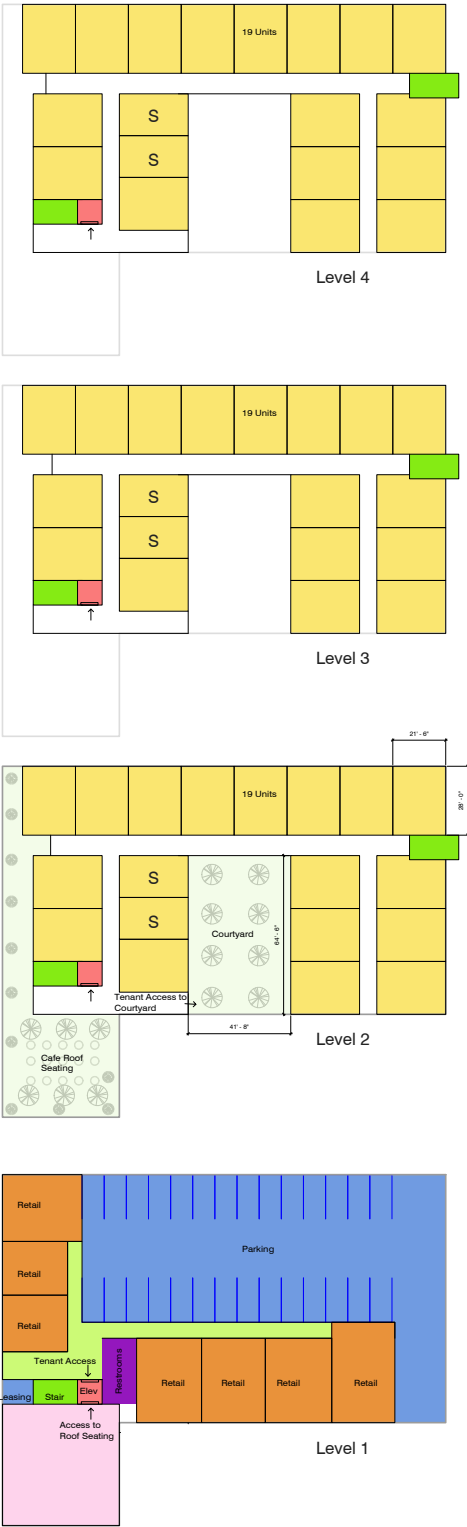 19 Units
S
S
Level 4
19 Units
S
S
Level 3
21' - 6"
19 Units
28' - 0"
S
S
Courtyard
64' - 6"
Tenant Access to
Courtyard
41' - 8"
Level 2
Cafe Roof
Seating
Retail
Parking
Retail
Retail
Tenant Access
Restrooms
easing
Stair
Elev
Retail
Retail
Retail
Retail
Access to
Roof Seating
Level 1